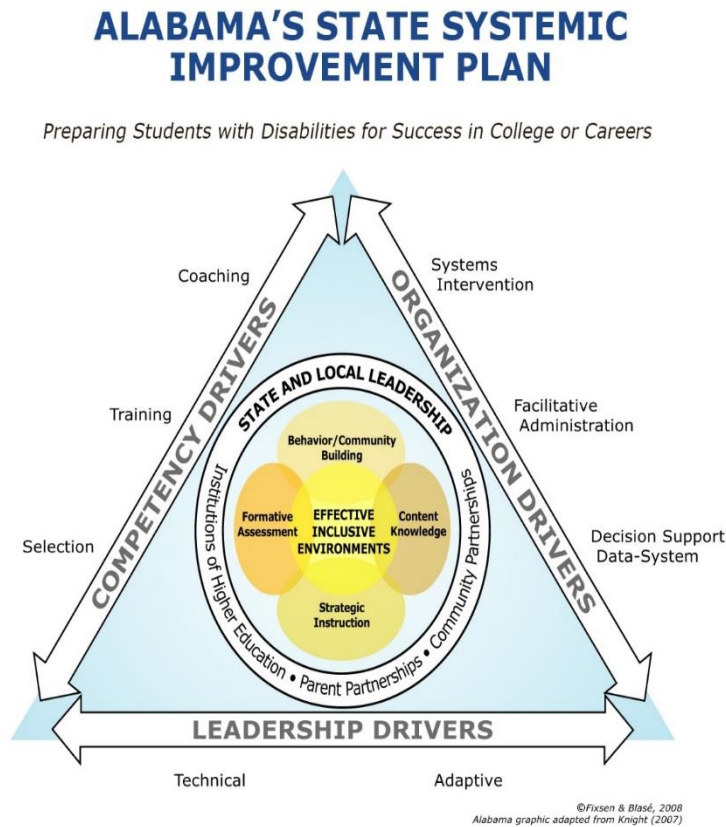 ALABAMA'S STATE SYSTEMIC
IMPROVEMENT PLAN
Preparing Students with Disabilities for Success in College or Careers
Coaching
Training
Selection
COMPETENCY DRIVERS
Systems
Intervention
Facilitative
Administration
Decision Support
Data-System
ORGANIZATION DRIVERS
STATE AND LOCAL LEADERSHIP
Institutions of Higher Education • Parent Partnerships • Community Partnerships
Behavior/Community
Building
Formative
Assessment
EFFECTIVE
INCLUSIVE
ENVIRONMENTS
Content
Knowledge
Strategic
Instruction
LEADERSHIP DRIVERS
Technical
Adaptive
©Fixsen & Blasé, 2008
Alabama graphic adapted from Knight (2007)